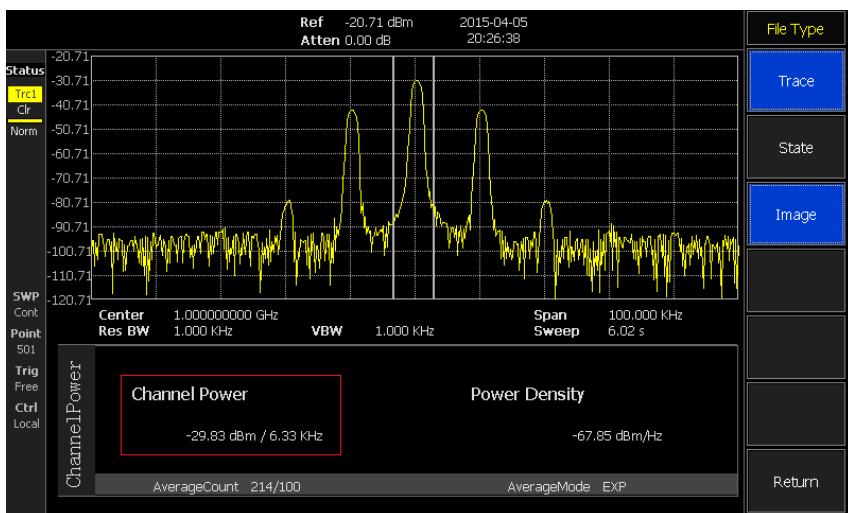 Ref -20.71 dBm 2015-04-05
Atten 0.00 dB 20:26:38
File Type
Status
Trc1
Clr
Norm
SWP
Cont
Point
501
Trig
Free
Ctrl
Local
-20.71
-30.71
-40.71
-50.71
-60.71
-70.71
-80.71
-90.71
-100.71
-110.71
-120.71
Center 1.000000000 GHz Span 100.000 KHz
Res BW 1.000 KHz VBW 1.000 KHz Sweep 6.02 s
ChannelPower
Channel Power Power Density
-29.83 dBm / 6.33 KHz -67.85 dBm/Hz
AverageCount 214/100 AverageMode EXP
Trace
State
Image
Return